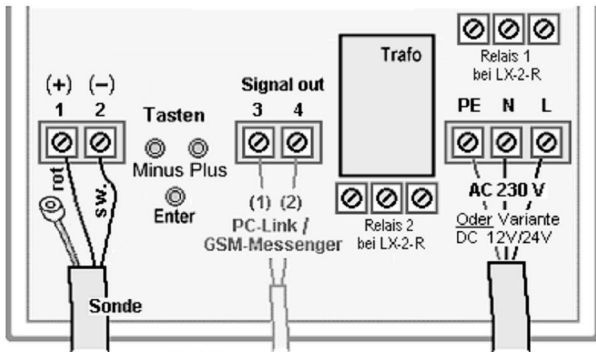 Trafo
Relais 1
bei LX-2-R
(+) (–)
1 2
Tasten
Minus Plus
Enter
Signal out
3 4
PE N L
rot
sw.
(1) (2)
PC-Link /
GSM-Messenger
Relais 2
bei LX-2-R
AC 230 V
Oder Variante
DC 12V/24V
Sonde